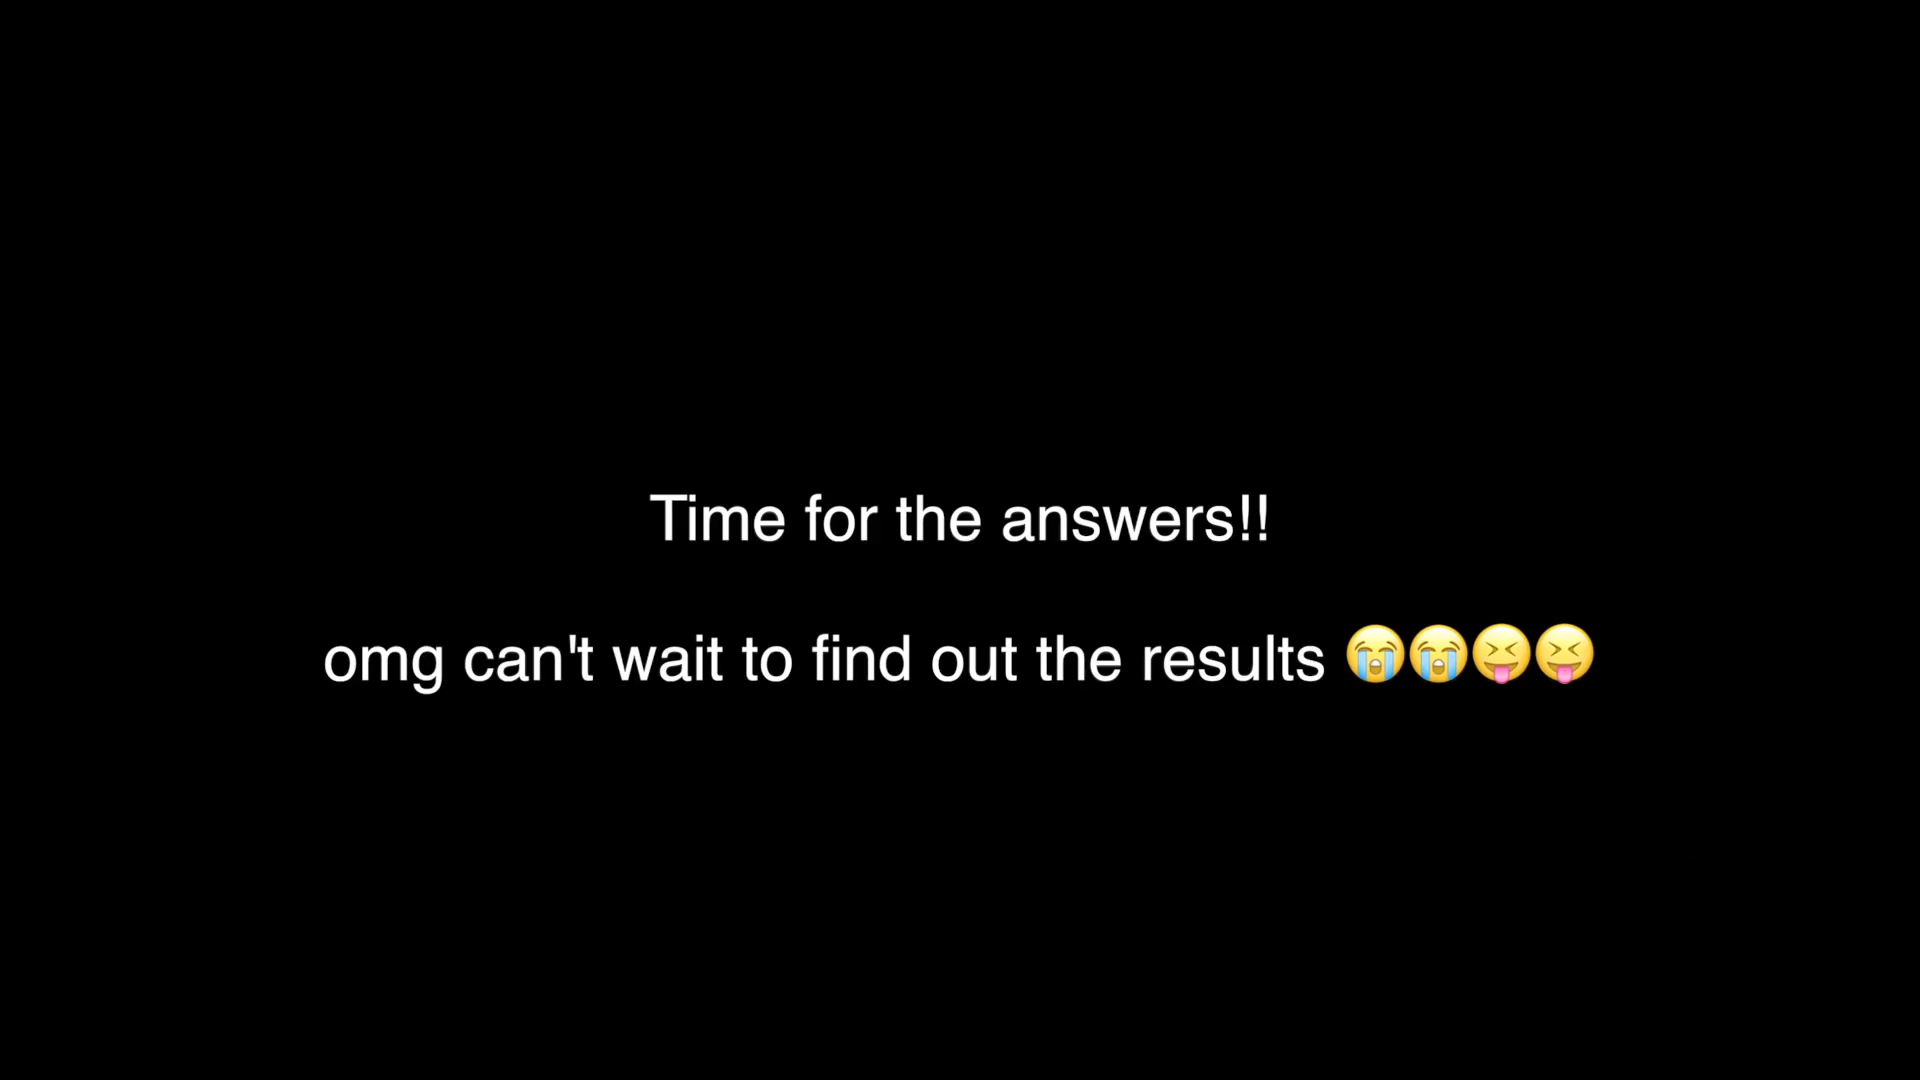 Time for the answers!!
omg can't wait to find out the results 😭😭😝😝